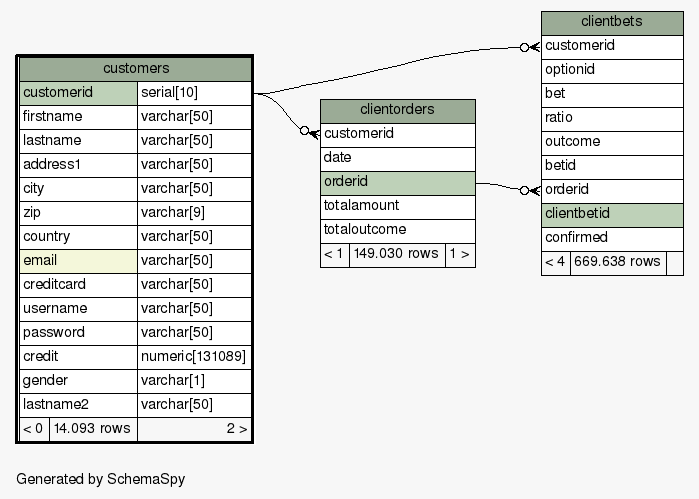 customers
customerid serial[10]
firstname varchar[50]
lastname varchar[50]
address1 varchar[50]
city varchar[50]
zip varchar[9]
country varchar[50]
email varchar[50]
creditcard varchar[50]
username varchar[50]
password varchar[50]
credit numeric[131089]
gender varchar[1]
lastname2 varchar[50]
< 0 14.093 rows 2 >
clientorders
customerid
date
orderid
totalamount
totaloutcome
< 1 149.030 rows 1 >
clientbets
customerid
optionid
bet
ratio
outcome
betid
orderid
clientbetid
confirmed
< 4 669.638 rows
Generated by SchemaSpy